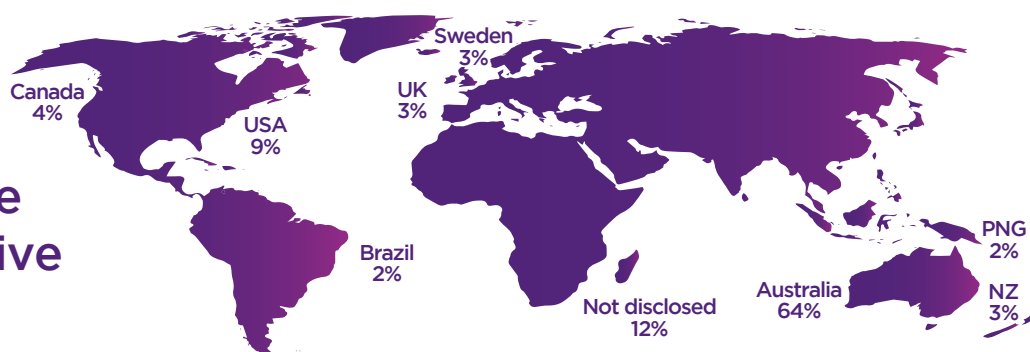 Sweden
3%
Canada
4%
UK
3%
USA
9%
e
ive
Brazil
2%
PNG
2%
Australia
64%
NZ
3%
Not disclosed
12%